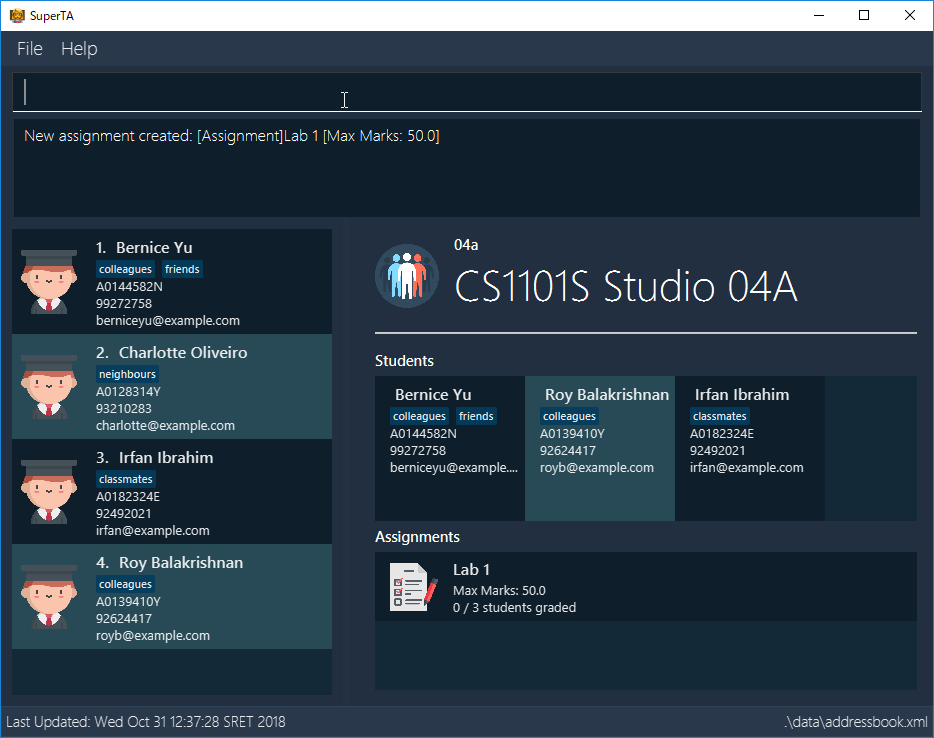 SuperTA
File Help
New assignment created: [Assignment]Lab 1 [Max Marks: 50.0]
1. Bernice Yu
colleagues friends
A0144582N
99272758
berniceyu@example.com
2. Charlotte Oliveiro
neighbours
A0128314Y
93210283
charlotte@example.com
3. Irfan Ibrahim
classmates
A0182324E
92492021
irfan@example.com
4. Roy Balakrishnan
colleagues
A0139410Y
92624417
royb@example.com
04a
CS1101S Studio 04A
Students
Bernice Yu
colleagues friends
A0144582N
99272758
berniceyu@example....
Roy Balakrishnan
colleagues
A0139410Y
92624417
royb@example.com
Irfan Ibrahim
classmates
A0182324E
92492021
irfan@example.com
Assignments
Lab 1
Max Marks: 50.0
0 / 3 students graded
Last Updated: Wed Oct 31 12:37:28 SRET 2018
.\data\addressbook.xml